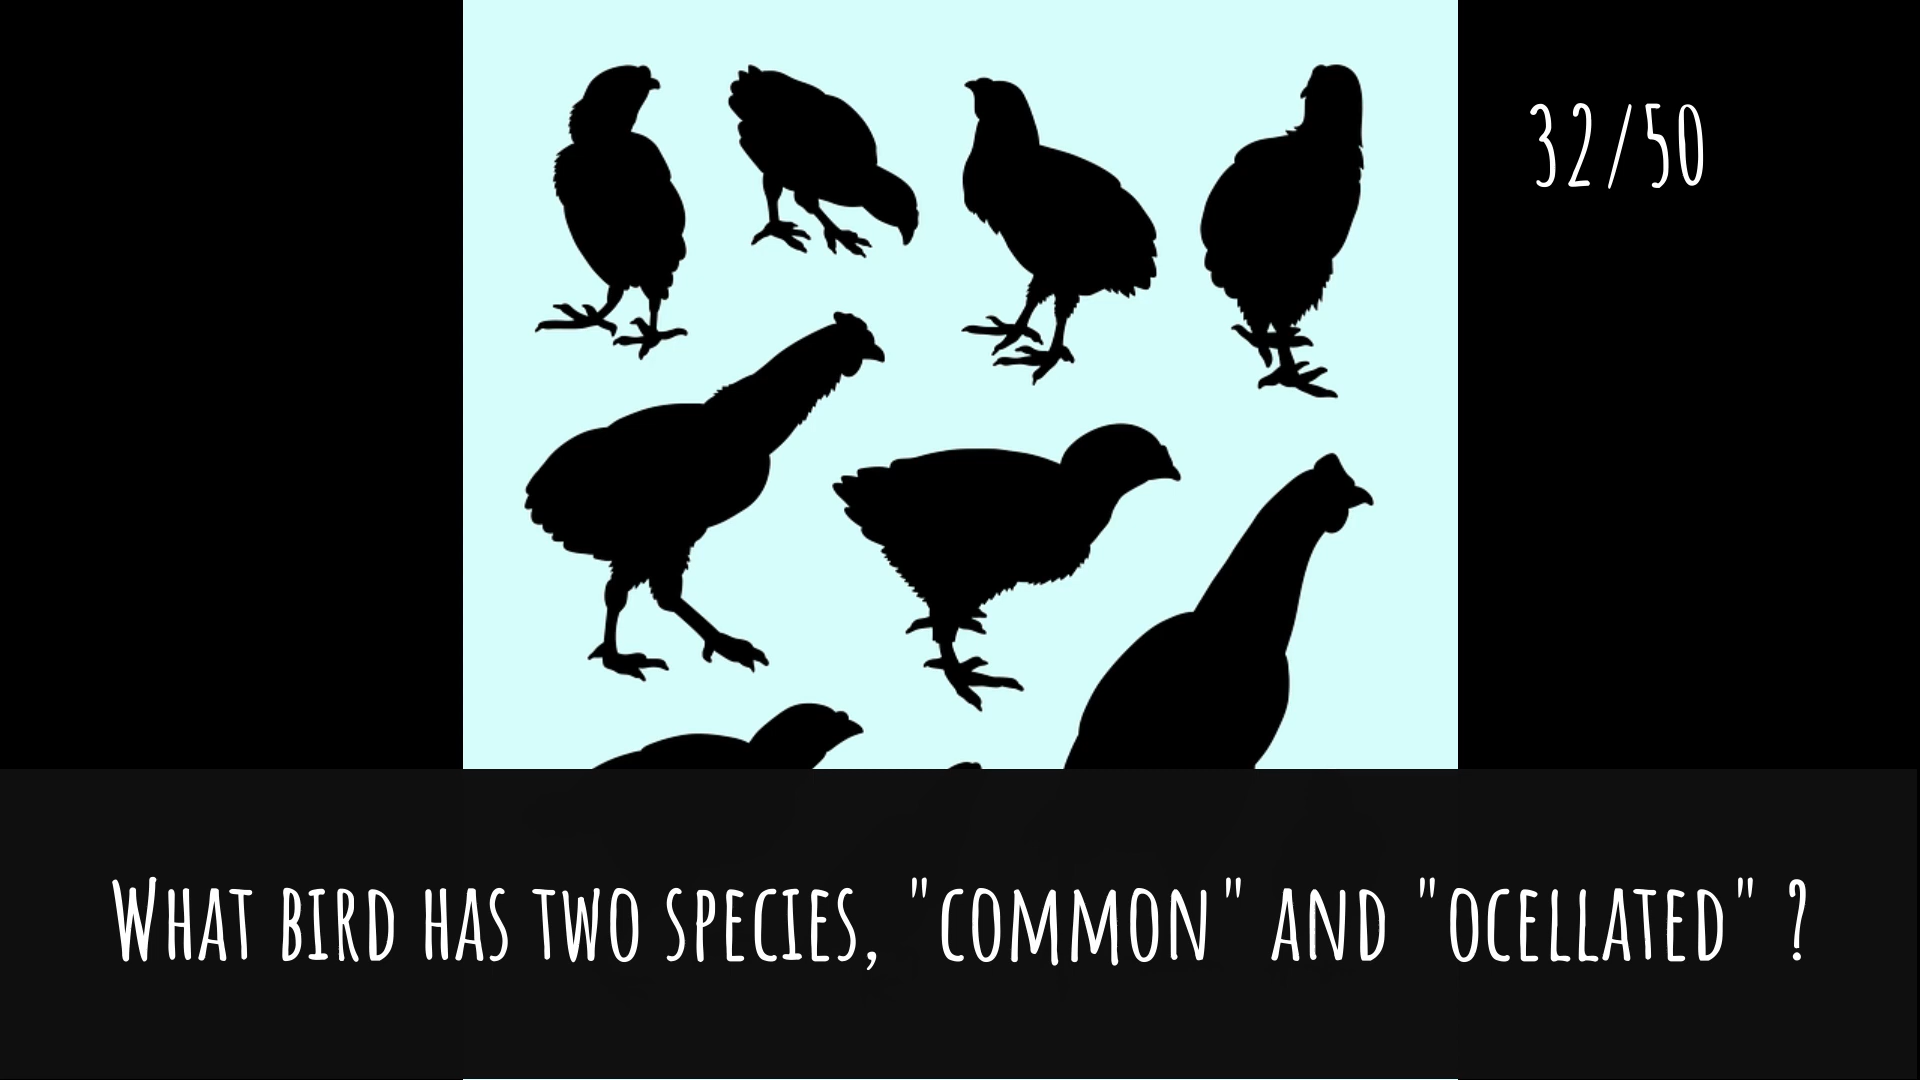 32/50
What bird has two species, "common" and "ocellated" ?